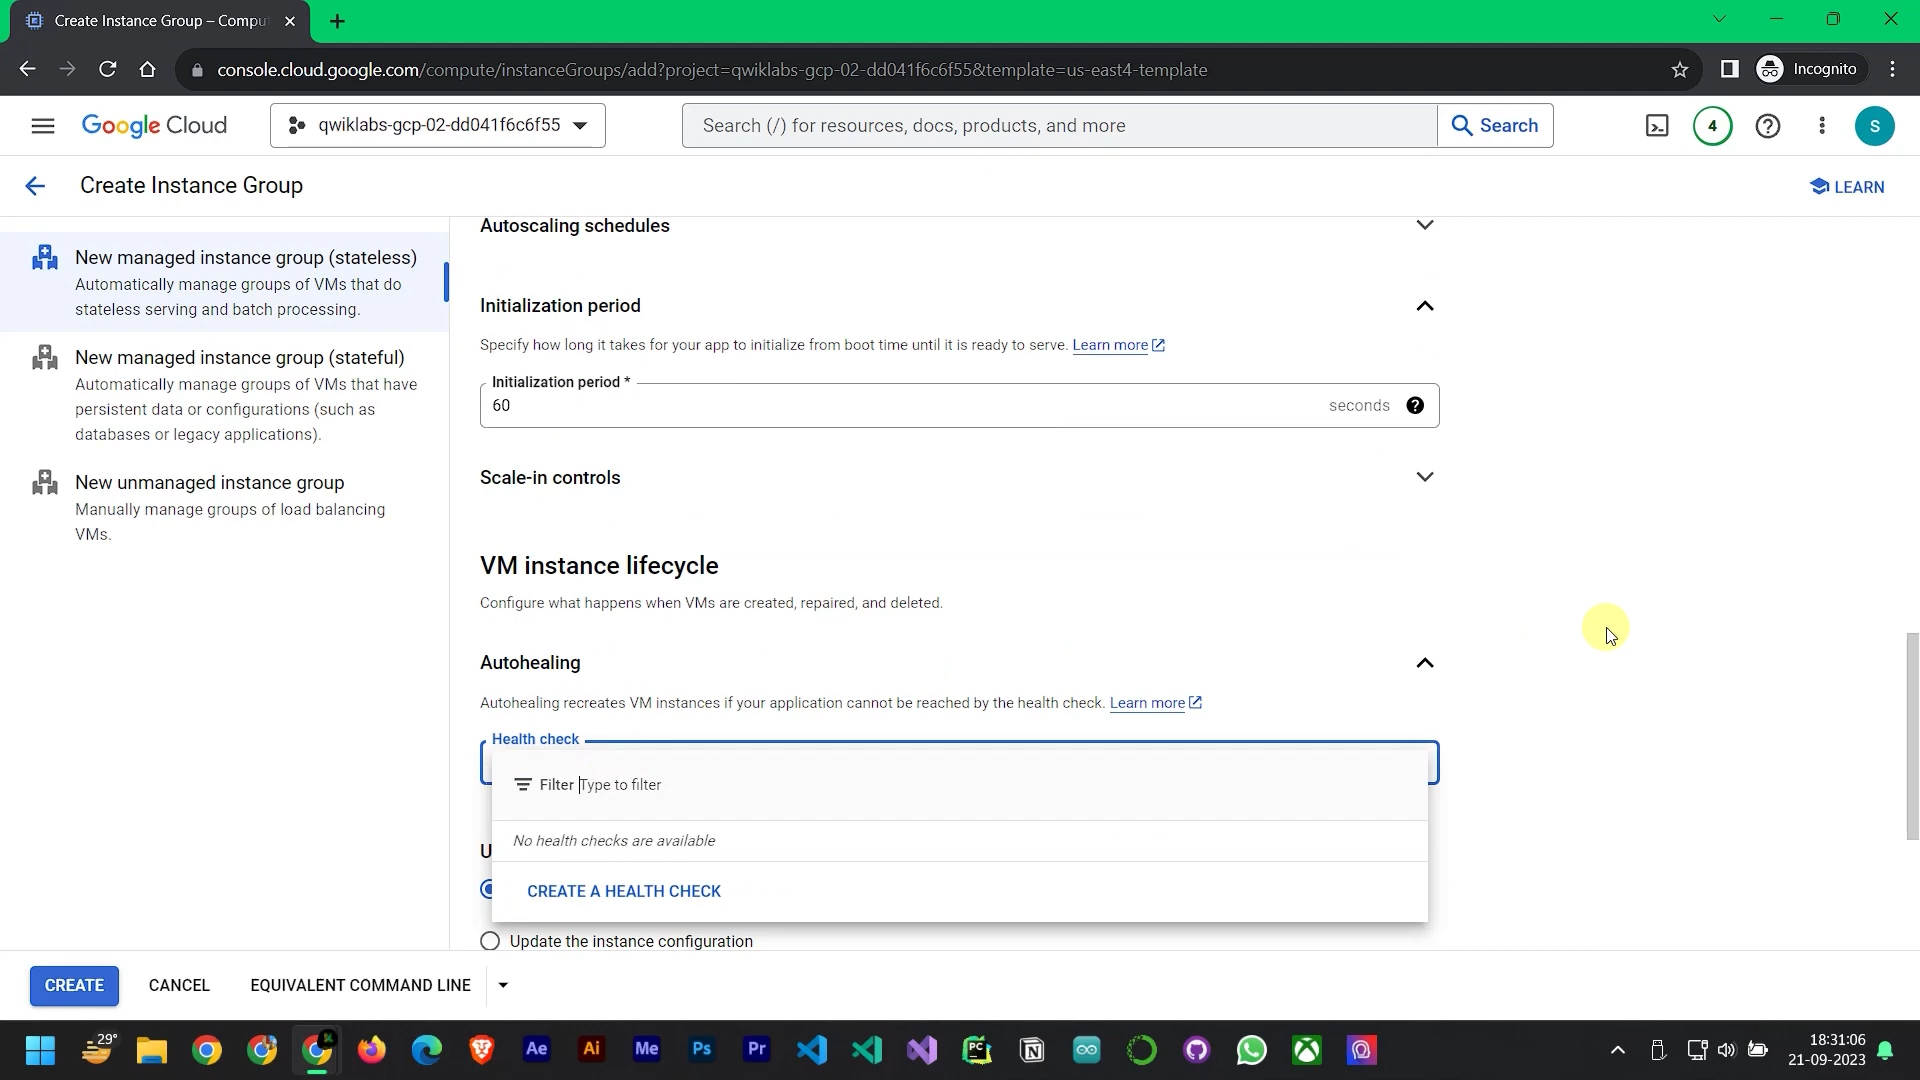 Create Instance Group – Compu
console.cloud.google.com/compute/instanceGroups/add?project=qwiklabs-gcp-02-dd041f6c6f55&template=us-east4-template
Incognito
Google Cloud
qwiklabs-gcp-02-dd041f6c6f55
Search (/) for resources, docs, products, and more
Search
4
S
Create Instance Group
LEARN
New managed instance group (stateless)
Automatically manage groups of VMs that do
stateless serving and batch processing.
New managed instance group (stateful)
Automatically manage groups of VMs that have
persistent data or configurations (such as
databases or legacy applications).
New unmanaged instance group
Manually manage groups of load balancing
VMs.
Autoscaling schedules
Initialization period
Specify how long it takes for your app to initialize from boot time until it is ready to serve. Learn more
Initialization period *
60
seconds
Scale-in controls
VM instance lifecycle
Configure what happens when VMs are created, repaired, and deleted.
Autohealing
Autohealing recreates VM instances if your application cannot be reached by the health check. Learn more
Health check
Filter Type to filter
No health checks are available
U
CREATE A HEALTH CHECK
Update the instance configuration
CREATE
CANCEL
EQUIVALENT COMMAND LINE
29°
Ae
Ai
Me
Ps
Pr
PC
N
18:31:06
21-09-2023